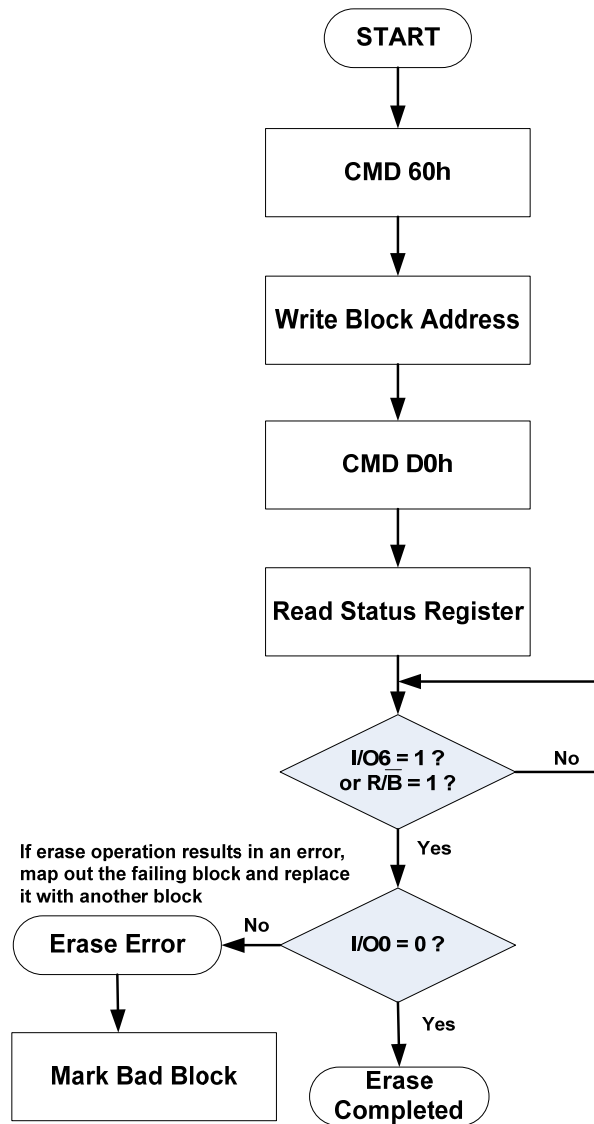 START
CMD 60h
Write Block Address
CMD D0h
Read Status Register
I/O6 = 1 ?
or R/B̅ = 1 ?
No
Yes
If erase operation results in an error,
map out the failing block and replace
it with another block
No
Erase Error
I/O0 = 0 ?
Yes
Mark Bad Block
Erase
Completed